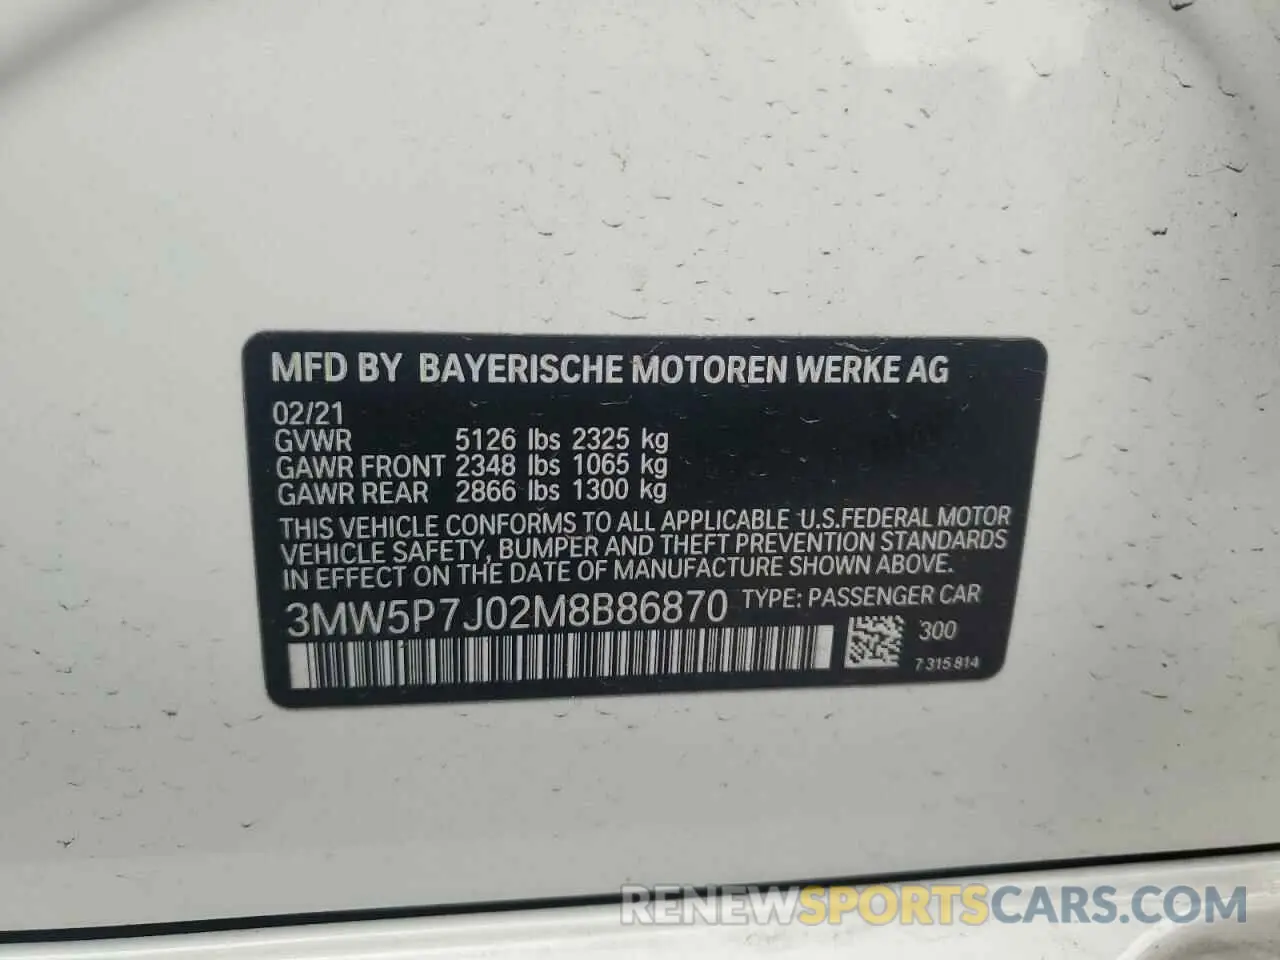 MFD BY BAYERISCHE MOTOREN WERKE AG
02/21
GVWR 5126 lbs 2325 kg
GAWR FRONT 2348 lbs 1065 kg
GAWR REAR 2866 lbs 1300 kg
THIS VEHICLE CONFORMS TO ALL APPLICABLE U.S.FEDERAL MOTOR
VEHICLE SAFETY, BUMPER AND THEFT PREVENTION STANDARDS
IN EFFECT ON THE DATE OF MANUFACTURE SHOWN ABOVE.
3MW5P7J02M8B86870 TYPE: PASSENGER CAR
300
7 315 814
RENEWSPORTSCARS.COM